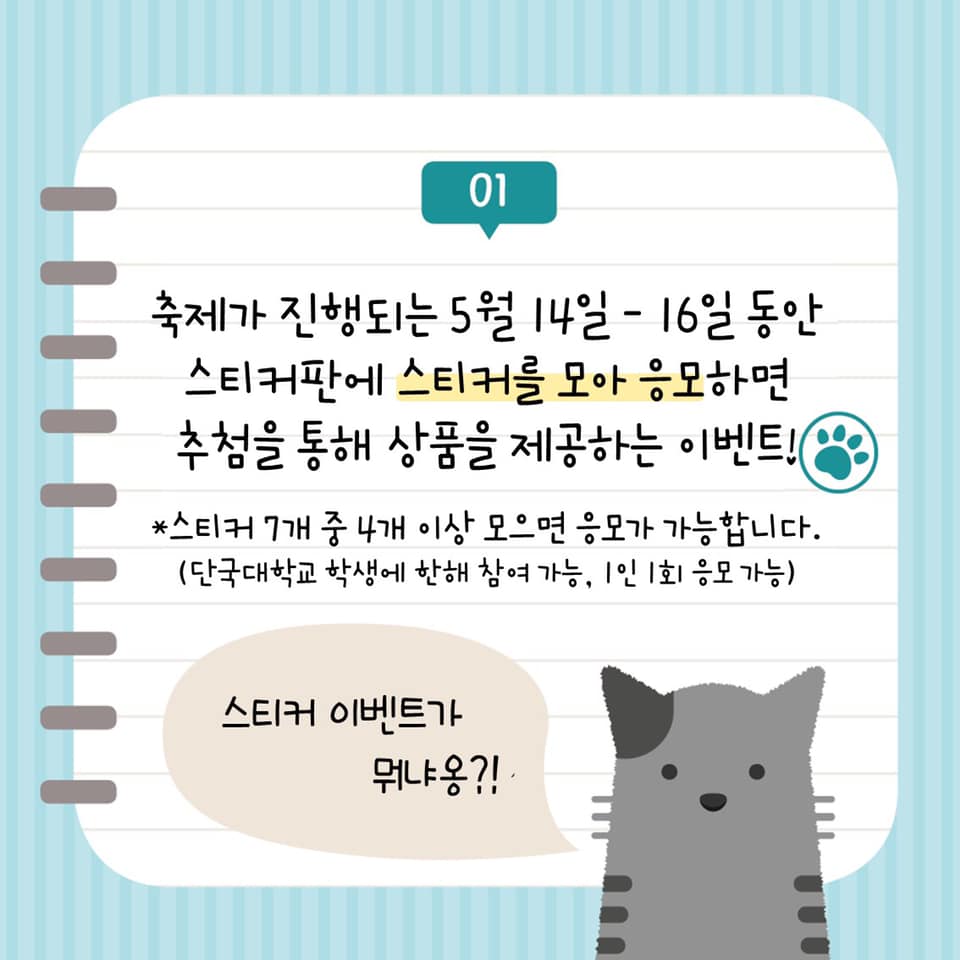 01
축제가 진행되는 5월 14일 - 16일 동안
스티커판에 스티커를 모아 응모하면
추첨을 통해 상품을 제공하는 이벤트!
*스티커 7개 중 4개 이상 모으면 응모가 가능합니다.
(단국대학교 학생에 한해 참여 가능, 1인 1회 응모 가능)
스티커 이벤트가
뭐냐옹?!